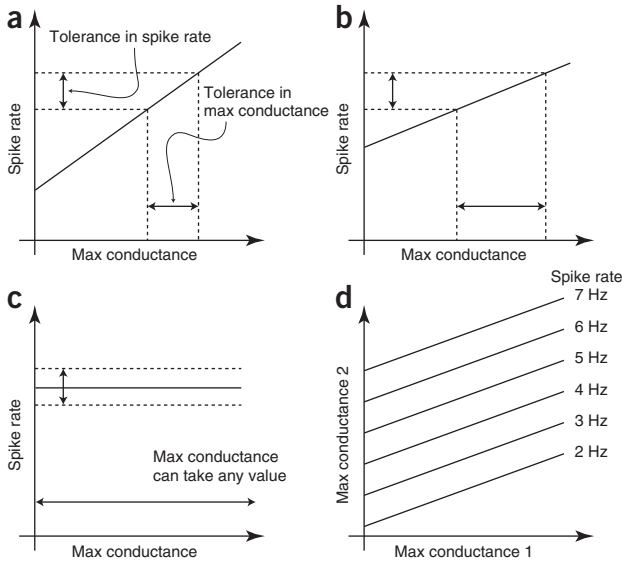 a
Tolerance in spike rate
Tolerance in
max conductance
Spike rate
Max conductance
b
Spike rate
Max conductance
c
Spike rate
Max conductance
can take any value
Max conductance
d
Spike rate
7 Hz
6 Hz
5 Hz
4 Hz
3 Hz
2 Hz
Max conductance 2
Max conductance 1